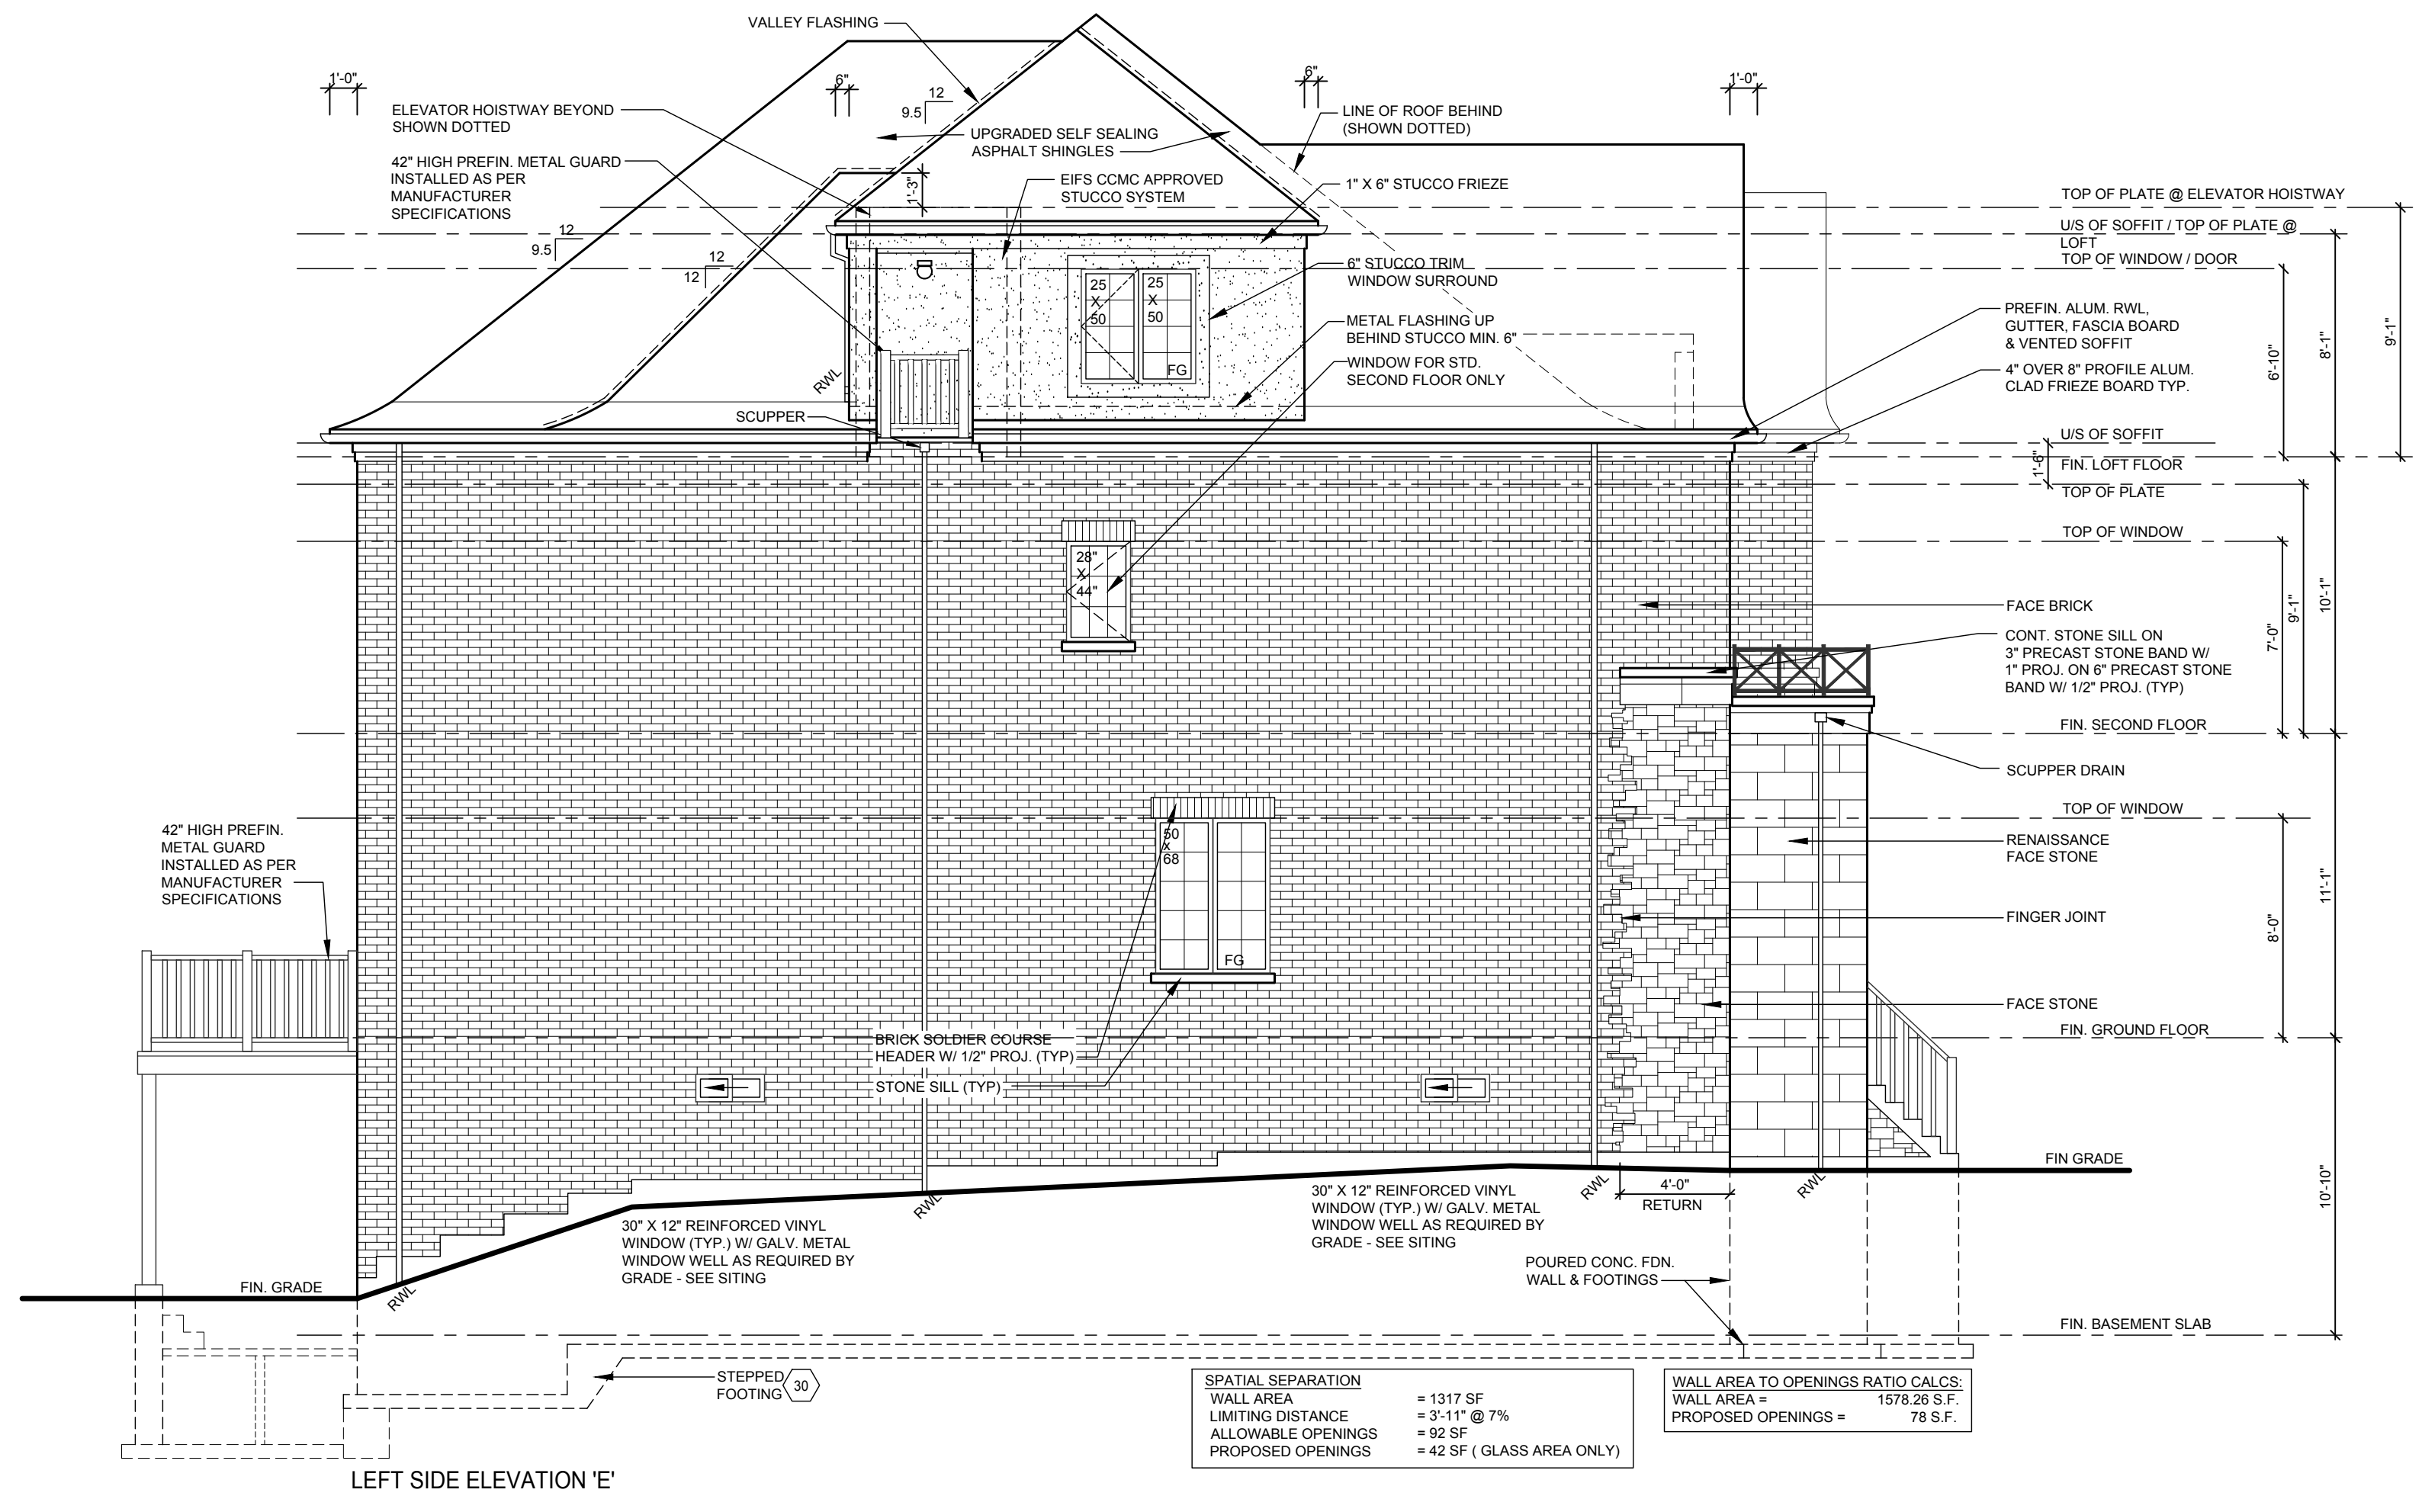 VALLEY FLASHING
1'-0"
6"
6"
1'-0"
ELEVATOR HOISTWAY BEYOND
SHOWN DOTTED
12
9.5
LINE OF ROOF BEHIND
(SHOWN DOTTED)
UPGRADED SELF SEALING
ASPHALT SHINGLES
42" HIGH PREFIN. METAL GUARD
INSTALLED AS PER
MANUFACTURER
SPECIFICATIONS
1'-3"
EIFS CCMC APPROVED
STUCCO SYSTEM
1" X 6" STUCCO FRIEZE
TOP OF PLATE @ ELEVATOR HOISTWAY
12
9.5
U/S OF SOFFIT / TOP OF PLATE @
LOFT
TOP OF WINDOW / DOOR
12
12
6" STUCCO TRIM
WINDOW SURROUND
25
X
50
25
X
50
FG
METAL FLASHING UP
BEHIND STUCCO MIN. 6"
PREFIN. ALUM. RWL,
GUTTER, FASCIA BOARD
& VENTED SOFFIT
6'-10"
8'-1"
9'-1"
WINDOW FOR STD.
SECOND FLOOR ONLY
4" OVER 8" PROFILE ALUM.
CLAD FRIEZE BOARD TYP.
RWL
SCUPPER
U/S OF SOFFIT
1'-6"
FIN. LOFT FLOOR
TOP OF PLATE
TOP OF WINDOW
28"
X
44"
FACE BRICK
7'-0"
9'-1"
10'-1"
CONT. STONE SILL ON
3" PRECAST STONE BAND W/
1" PROJ. ON 6" PRECAST STONE
BAND W/ 1/2" PROJ. (TYP)
FIN. SECOND FLOOR
SCUPPER DRAIN
TOP OF WINDOW
50
x
68
FG
42" HIGH PREFIN.
METAL GUARD
INSTALLED AS PER
MANUFACTURER
SPECIFICATIONS
RENAISSANCE
FACE STONE
8'-0"
11'-1"
FINGER JOINT
FACE STONE
FIN. GROUND FLOOR
BRICK SOLDIER COURSE
HEADER W/ 1/2" PROJ. (TYP)
STONE SILL (TYP)
FIN GRADE
RWL
RWL
RWL
RWL
4'-0"
RETURN
10'-10"
30" X 12" REINFORCED VINYL
WINDOW (TYP.) W/ GALV. METAL
WINDOW WELL AS REQUIRED BY
GRADE - SEE SITING
30" X 12" REINFORCED VINYL
WINDOW (TYP.) W/ GALV. METAL
WINDOW WELL AS REQUIRED BY
GRADE - SEE SITING
FIN. GRADE
POURED CONC. FDN.
WALL & FOOTINGS
FIN. BASEMENT SLAB
STEPPED
FOOTING
30
SPATIAL SEPARATION
WALL AREA = 1317 SF
LIMITING DISTANCE = 3'-11" @ 7%
ALLOWABLE OPENINGS = 92 SF
PROPOSED OPENINGS = 42 SF ( GLASS AREA ONLY)
WALL AREA TO OPENINGS RATIO CALCS:
WALL AREA = 1578.26 S.F.
PROPOSED OPENINGS = 78 S.F.
LEFT SIDE ELEVATION 'E'